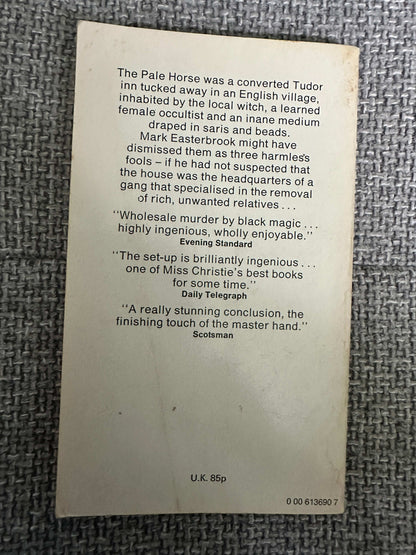 The Pale Horse was a converted Tudor
inn tucked away in an English village,
inhabited by the local witch, a learned
female occultist and an inane medium
draped in saris and beads.
Mark Easterbrook might have
dismissed them as three harmless
fools – if he had not suspected that
the house was the headquarters of a
gang that specialised in the removal
of rich, unwanted relatives . . .
"Wholesale murder by black magic . . .
highly ingenious, wholly enjoyable."
Evening Standard
"The set-up is brilliantly ingenious . . .
one of Miss Christie's best books
for some time."
Daily Telegraph
"A really stunning conclusion, the
finishing touch of the master hand."
Scotsman
U.K. 85p
0 00 613690 7